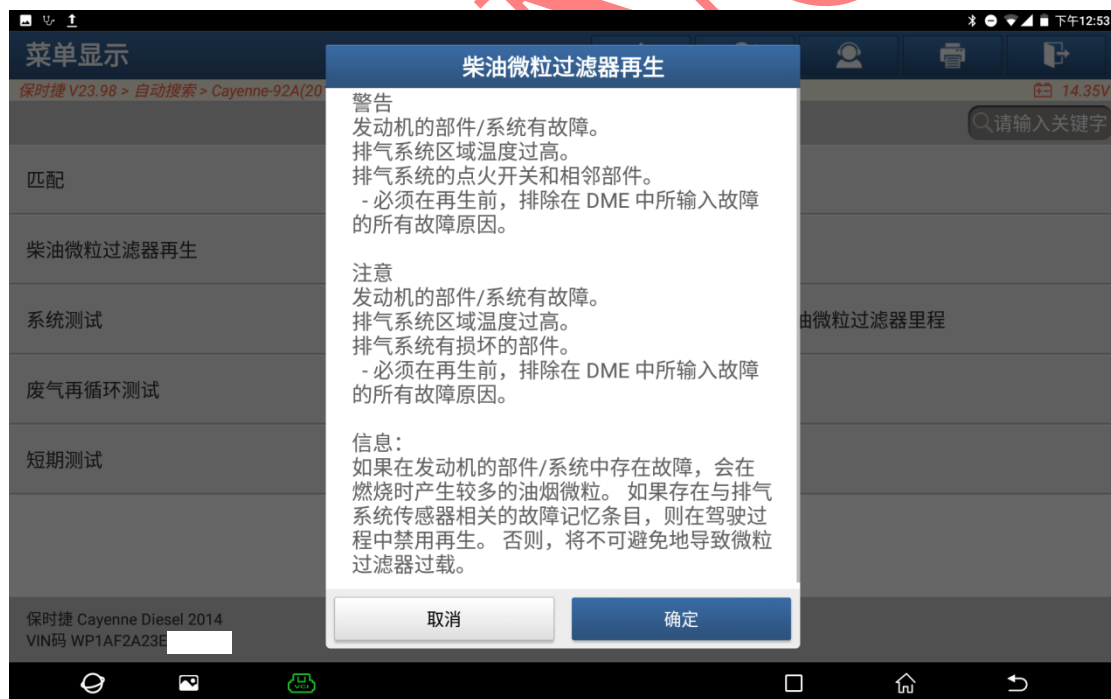 下午12:53
菜单显示
柴油微粒过滤器再生
保时捷 V23.98 > 自动搜索 > Cayenne-92A(20
14.35V
请输入关键字
警告
发动机的部件/系统有故障。
排气系统区域温度过高。
排气系统的点火开关和相邻部件。
- 必须在再生前，排除在 DME 中所输入故障
的所有故障原因。
注意
发动机的部件/系统有故障。
排气系统区域温度过高。
排气系统有损坏的部件。
- 必须在再生前，排除在 DME 中所输入故障
的所有故障原因。
信息：
如果在发动机的部件/系统中存在故障，会在
燃烧时产生较多的油烟微粒。 如果存在与排气
系统传感器相关的故障记忆条目，则在驾驶过
程中禁用再生。 否则，将不可避免地导致微粒
过滤器过载。
取消
确定
匹配
柴油微粒过滤器再生
系统测试
油微粒过滤器里程
废气再循环测试
短期测试
保时捷 Cayenne Diesel 2014
VIN码 WP1AF2A23E
VCI